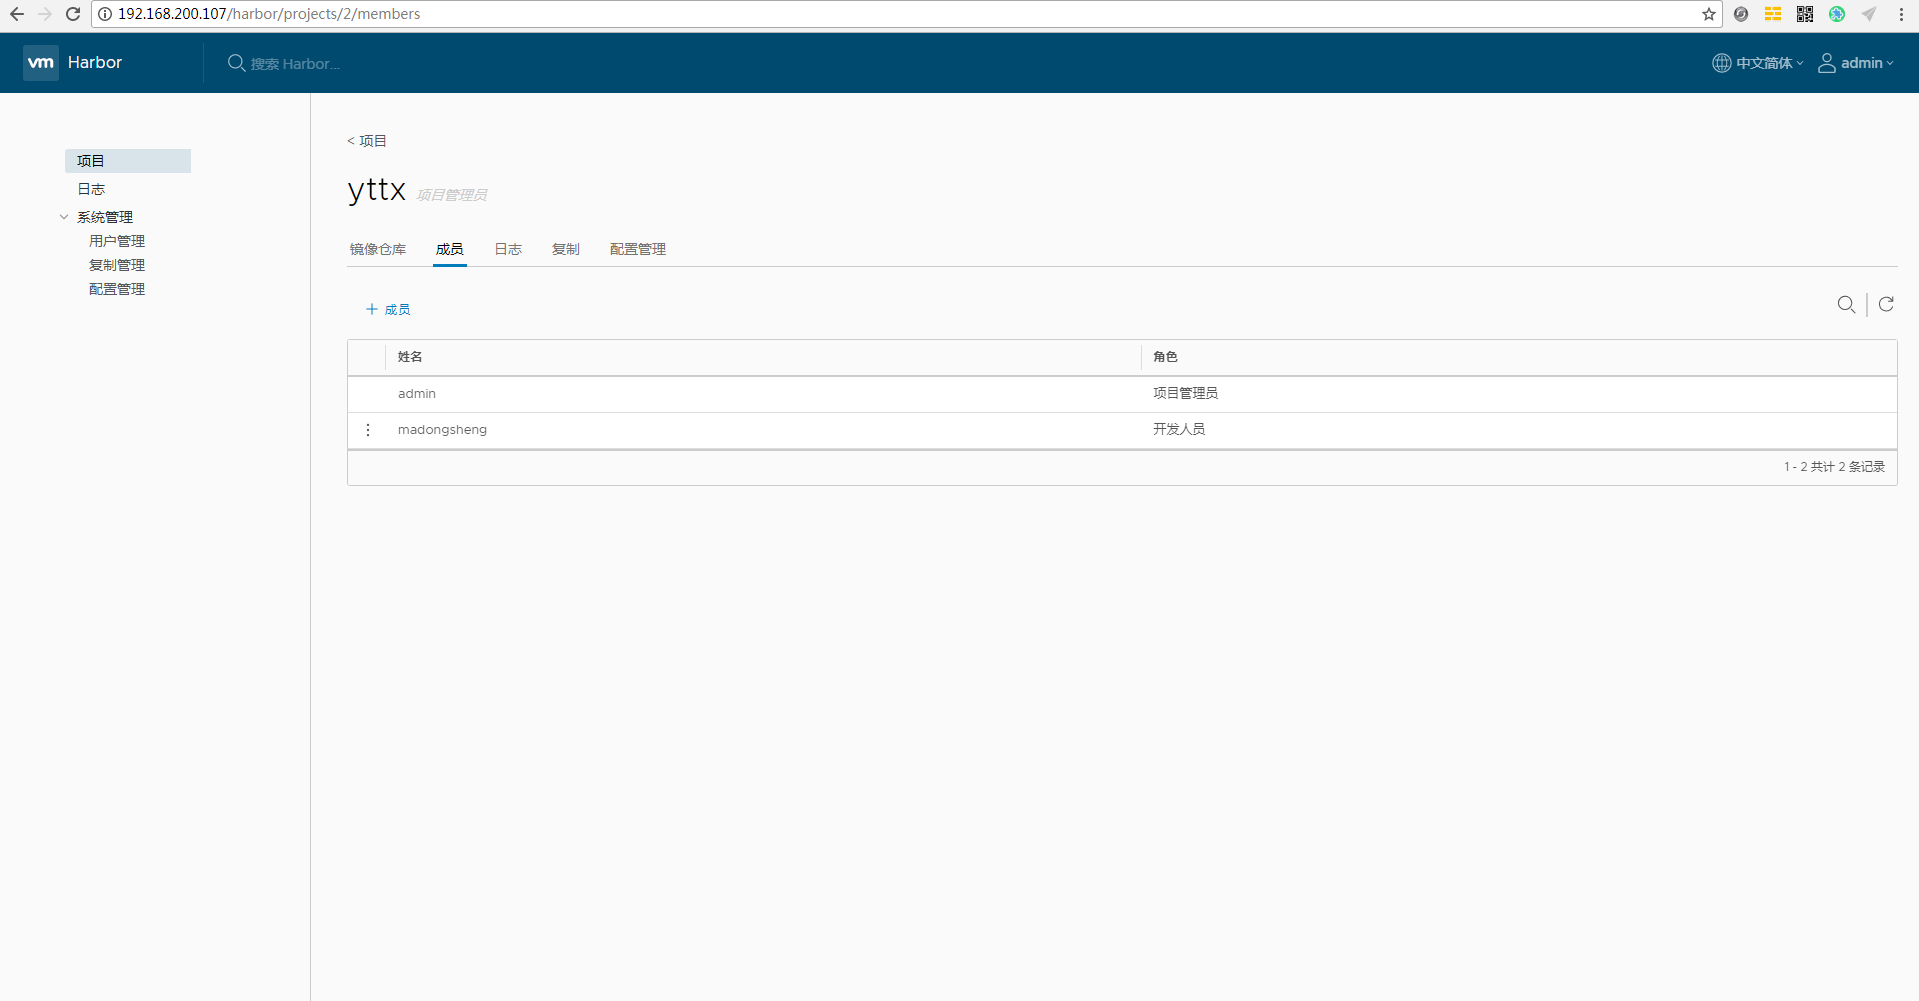 192.168.200.107/harbor/projects/2/members
vm Harbor 搜索 Harbor... 中文简体 admin
项目
日志
系统管理
用户管理
复制管理
配置管理
< 项目
yttx 项目管理员
镜像仓库 成员 日志 复制 配置管理
+ 成员
姓名 角色
admin 项目管理员
madongsheng 开发人员
1 - 2 共计 2 条记录